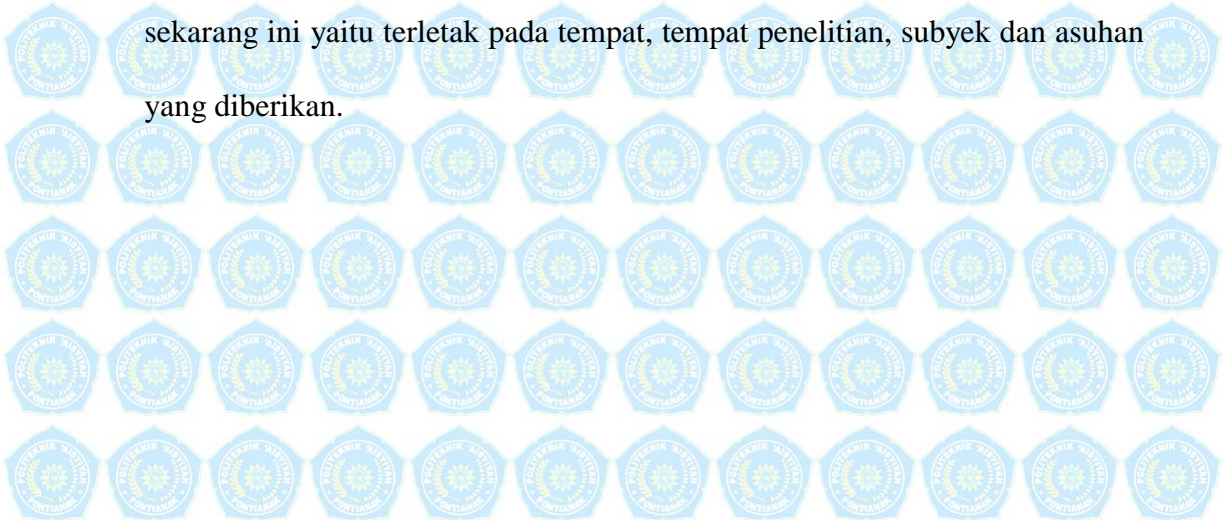 sekarang ini yaitu terletak pada tempat, tempat penelitian, subyek dan asuhan
yang diberikan.